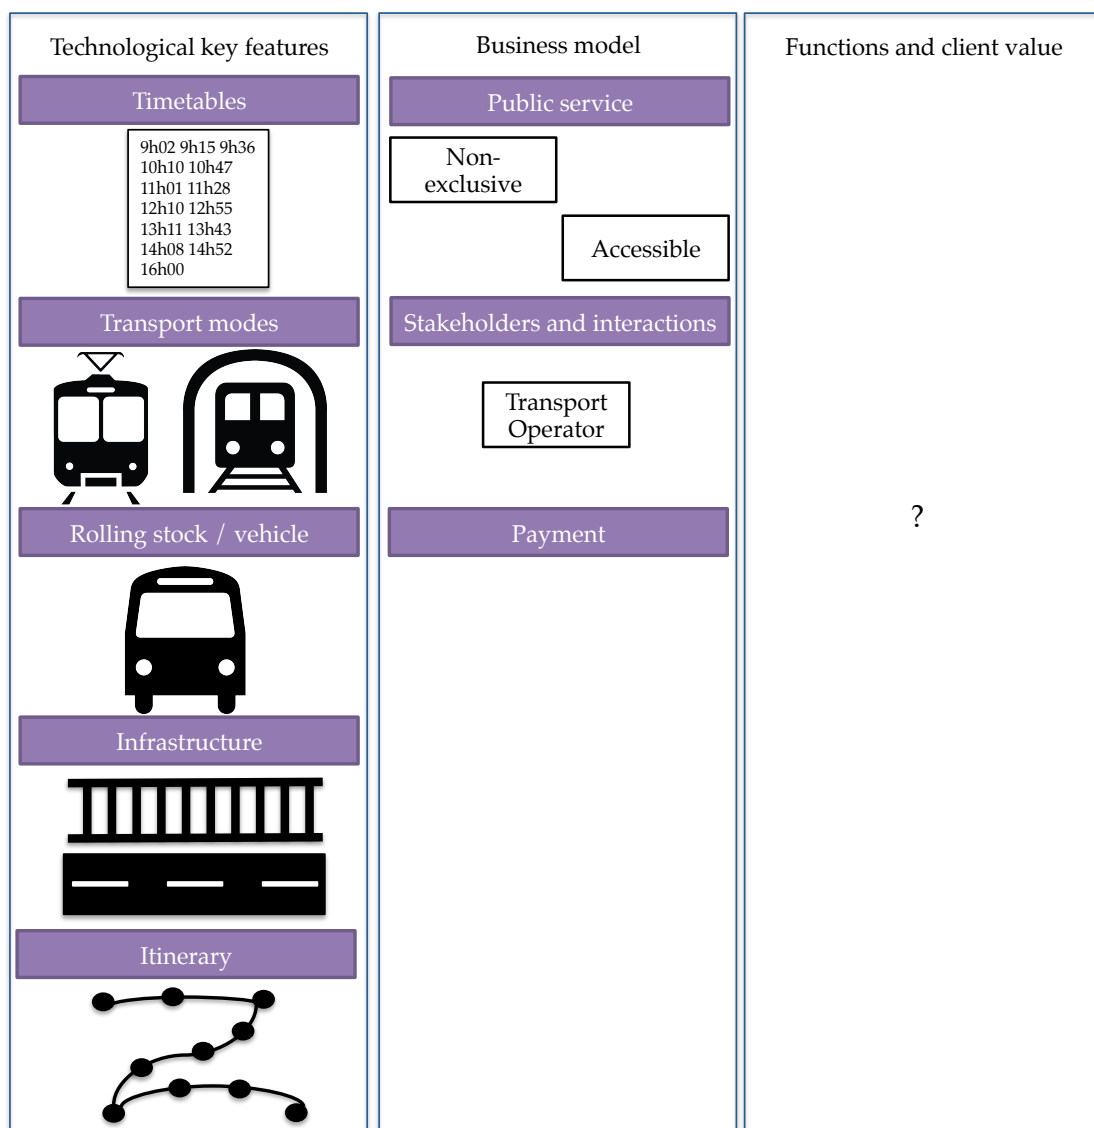 Technological key features
Timetables
9h02 9h15 9h36
10h10 10h47
11h01 11h28
12h10 12h55
13h11 13h43
14h08 14h52
16h00
Transport modes
Rolling stock / vehicle
Infrastructure
Itinerary
Business model
Public service
Non-
exclusive
Accessible
Stakeholders and interactions
Transport
Operator
Payment
Functions and client value
?